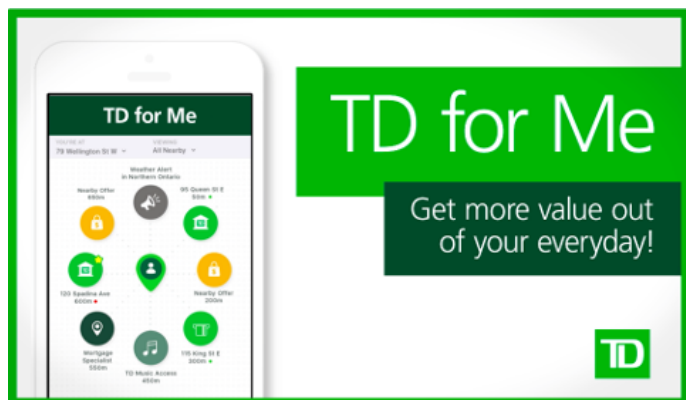 TD for Me
YOU'RE AT
VIEWING
79 Wellington St W
All Nearby
Weather Alert
in Northern Ontario
Nearby Offer
650m
95 Queen St E
50m
120 Spadina Ave
600m
Nearby Offer
200m
Mortgage
Specialist
550m
TD Music Access
450m
115 King St E
300m
TD for Me
Get more value out
of your everyday!
TD